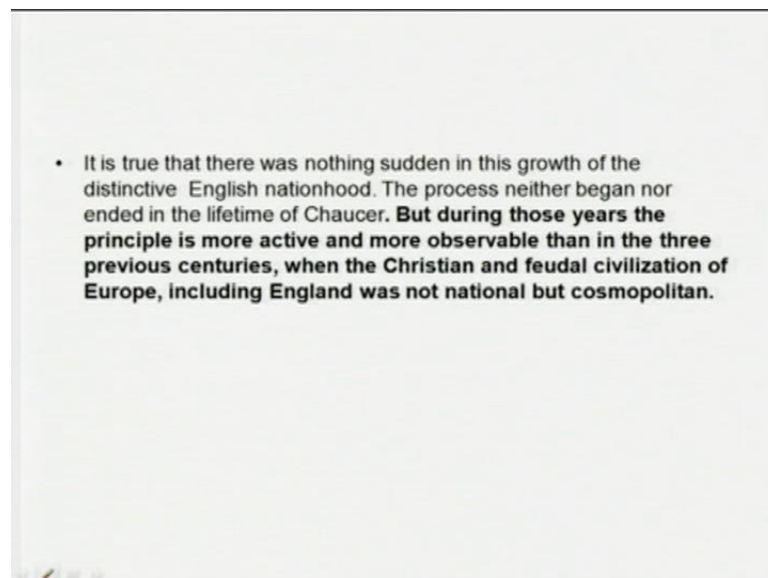 • It is true that there was nothing sudden in this growth of the
distinctive English nationhood. The process neither began nor
ended in the lifetime of Chaucer. But during those years the
principle is more active and more observable than in the three
previous centuries, when the Christian and feudal civilization of
Europe, including England was not national but cosmopolitan.